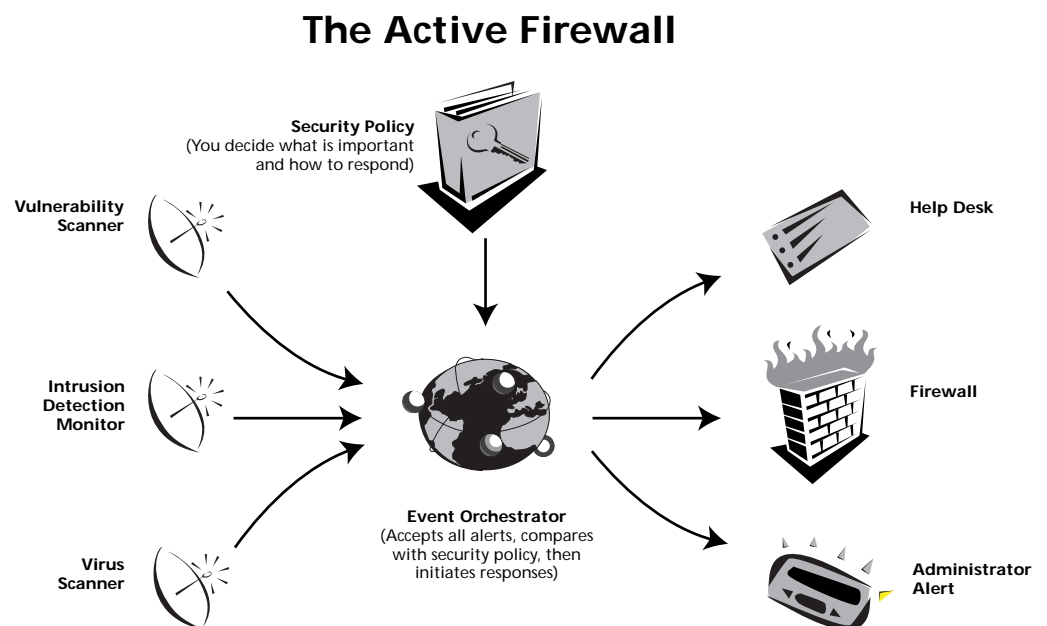 The Active Firewall
Security Policy
(You decide what is important
and how to respond)
Vulnerability
Scanner
Help Desk
Intrusion
Detection
Monitor
Firewall
Event Orchestrator
(Accepts all alerts, compares
with security policy, then
initiates responses)
Virus
Scanner
Administrator
Alert